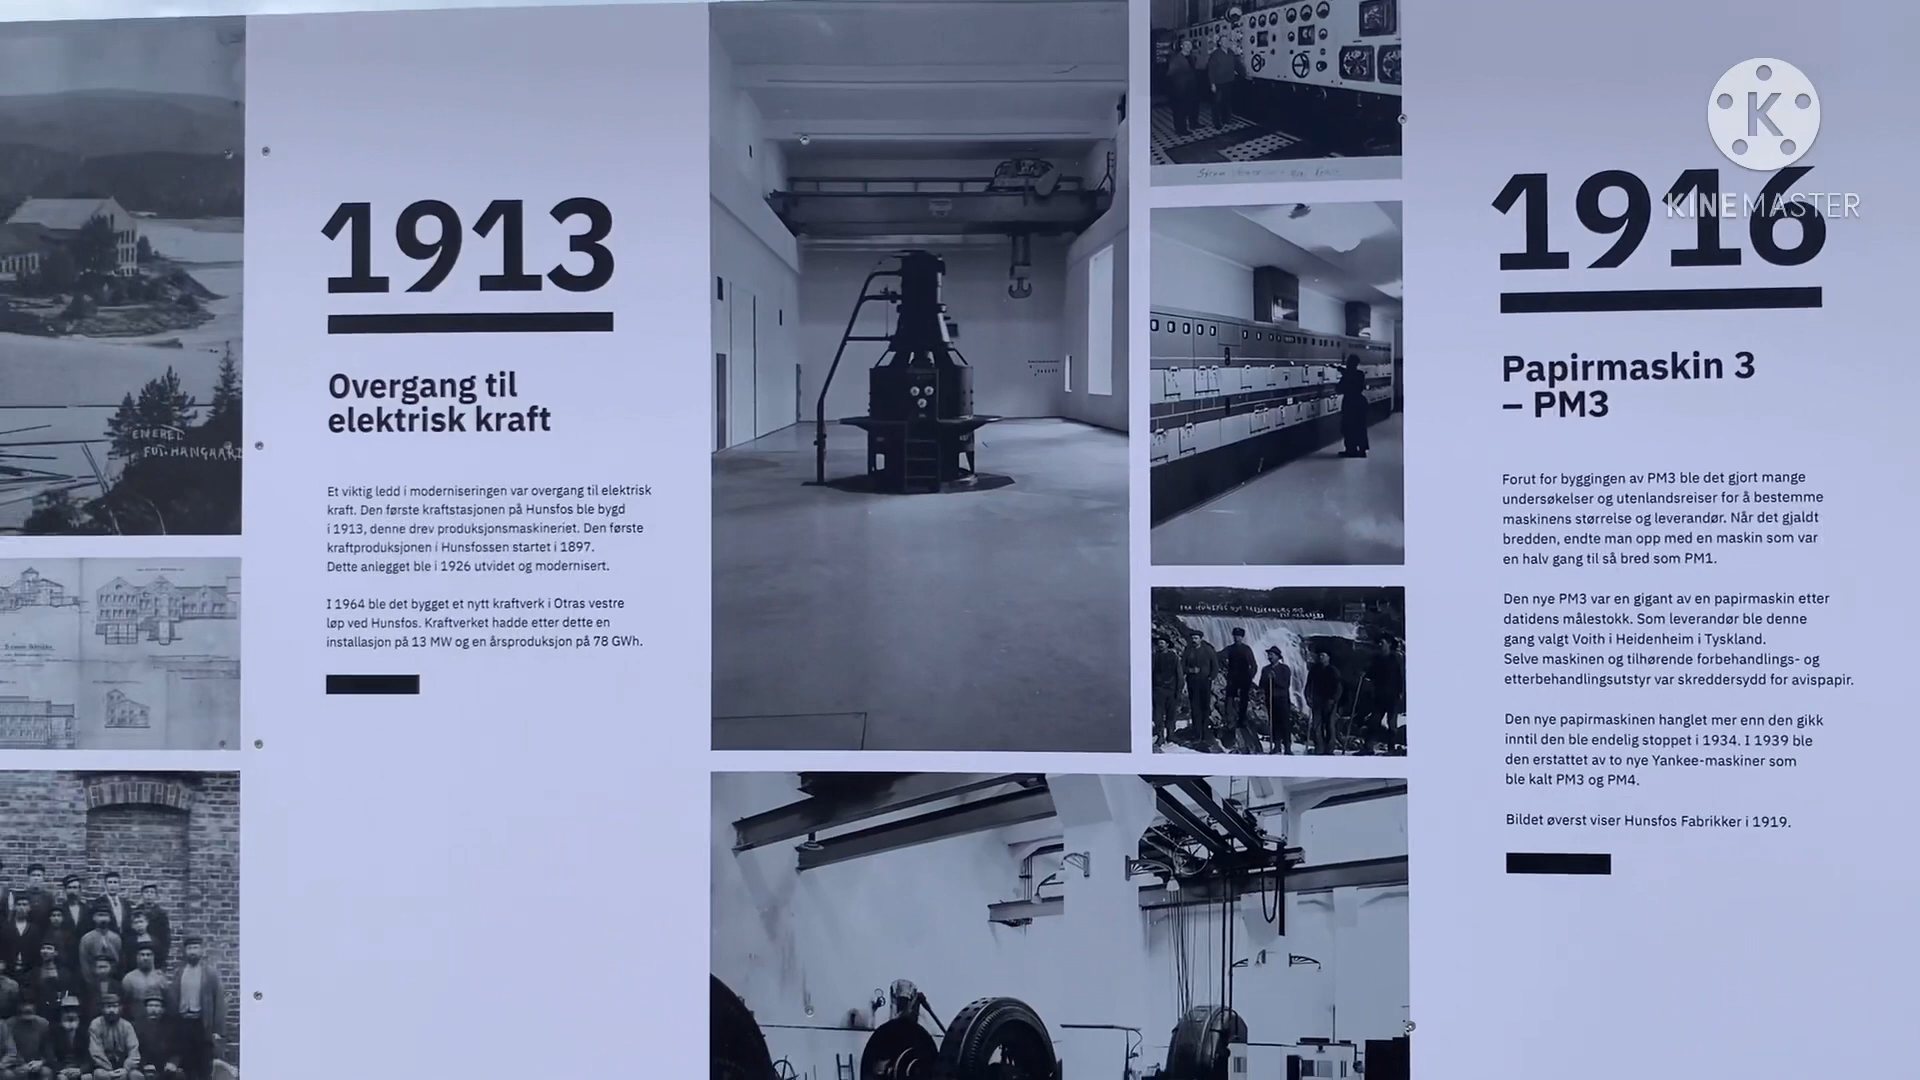 1913
Overgang til
elektrisk kraft
Et viktig ledd i moderniseringen var overgang til elektrisk
kraft. Den første kraftstasjonen på Hunsfos ble bygd
i 1913, denne drev produksjonsmaskineriet. Den første
kraftproduksjonen i Hunsfossen startet i 1897.
Dette anlegget ble i 1926 utvidet og modernisert.
I 1964 ble det bygget et nytt kraftverk i Otras vestre
løp ved Hunsfos. Kraftverket hadde etter dette en
installasjon på 13 MW og en årsproduksjon på 78 GWh.
K
KINEMASTER
1916
Papirmaskin 3
– PM3
Forut for byggingen av PM3 ble det gjort mange
undersøkelser og utenlandsreiser for å bestemme
maskinens størrelse og leverandør. Når det gjaldt
bredden, endte man opp med en maskin som var
en halv gang til så bred som PM1.
Den nye PM3 var en gigant av en papirmaskin etter
datidens målestokk. Som leverandør ble denne
gang valgt Voith i Heidenheim i Tyskland.
Selve maskinen og tilhørende forbehandlings- og
etterbehandlingsutstyr var skreddersydd for avispapir.
Den nye papirmaskinen hanglet mer enn den gikk
inntil den ble endelig stoppet i 1934. I 1939 ble
den erstattet av to nye Yankee-maskiner som
ble kalt PM3 og PM4.
Bildet øverst viser Hunsfos Fabrikker i 1919.